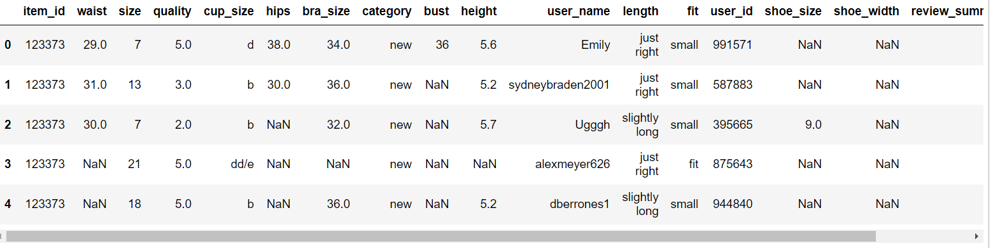 item_id waist size quality cup_size hips bra_size category bust height user_name length fit user_id shoe_size shoe_width review_sumr
0 123373 29.0 7 5.0 d 38.0 34.0 new 36 5.6 Emily just right small 991571 NaN NaN
1 123373 31.0 13 3.0 b 30.0 36.0 new NaN 5.2 sydneybraden2001 just right small 587883 NaN NaN
2 123373 30.0 7 2.0 b NaN 32.0 new NaN 5.7 Ugggh slightly long small 395665 9.0 NaN
3 123373 NaN 21 5.0 dd/e NaN NaN new NaN NaN alexmeyer626 just right fit 875643 NaN NaN
4 123373 NaN 18 5.0 b NaN 36.0 new NaN 5.2 dberrones1 slightly long small 944840 NaN NaN